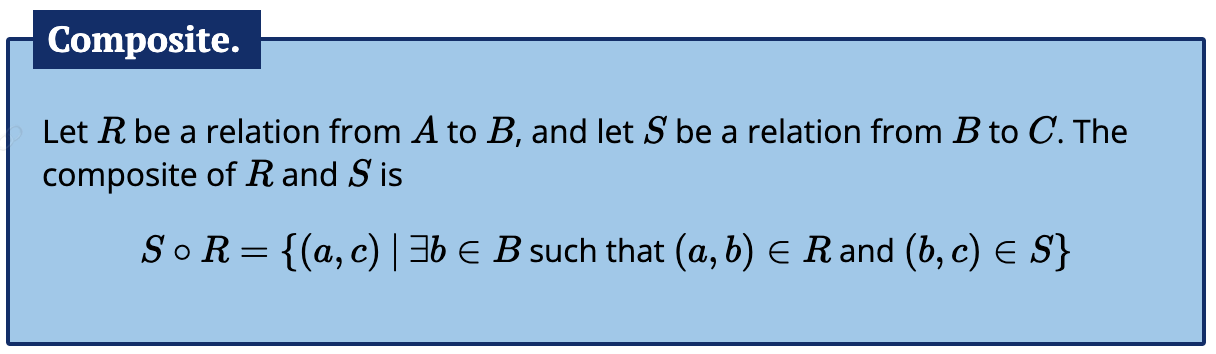 Composite.
Let R be a relation from A to B, and let S be a relation from B to C. The
composite of R and S is
S ∘ R = {(a, c) | ∃b ∈ B such that (a, b) ∈ R and (b, c) ∈ S}